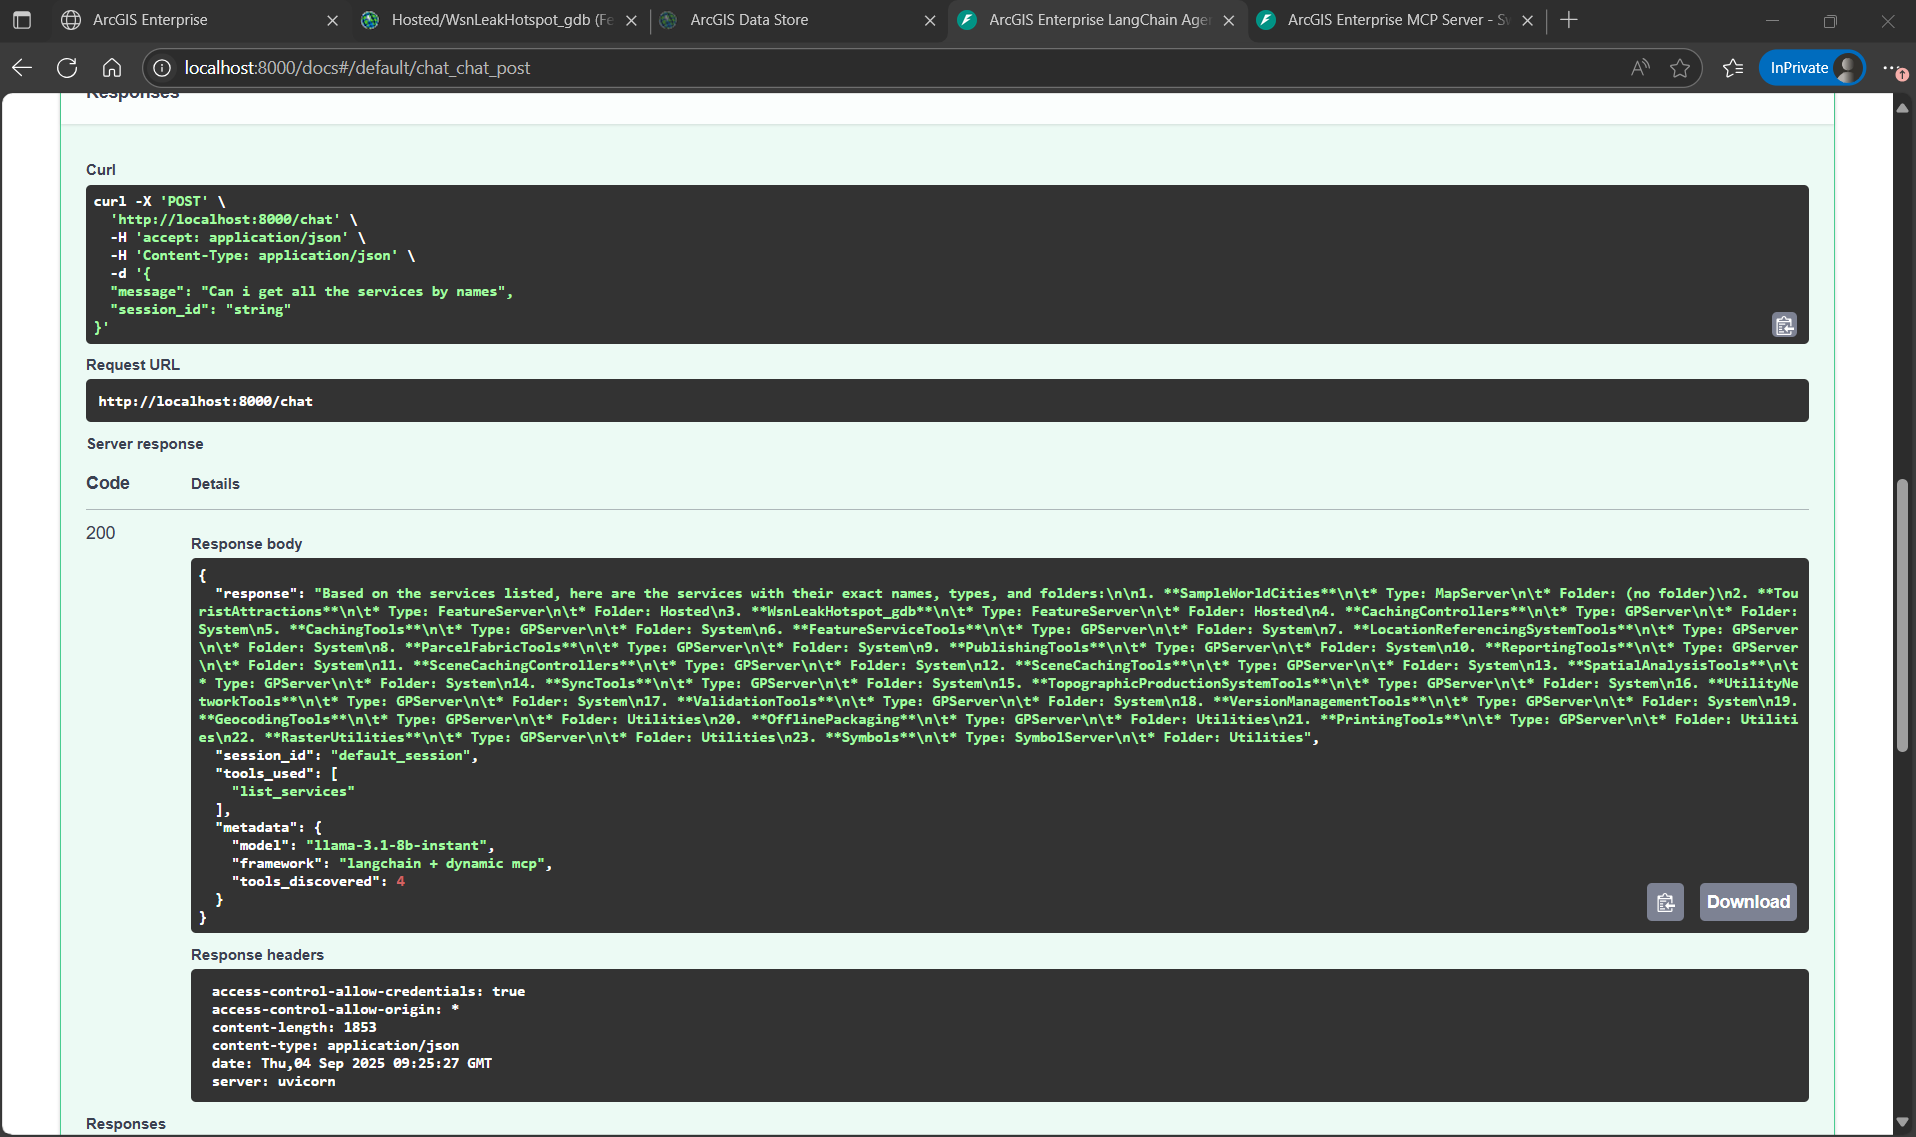 ArcGIS Enterprise
Hosted/WsnLeakHotspot_gdb (Fe
ArcGIS Data Store
ArcGIS Enterprise LangChain Age
ArcGIS Enterprise MCP Server - Sw
localhost:8000/docs#/default/chat_chat_post
InPrivate
Responses
Curl
curl -X 'POST' \
'http://localhost:8000/chat' \
-H 'accept: application/json' \
-H 'Content-Type: application/json' \
-d '{
"message": "Can i get all the services by names",
"session_id": "string"
}'
Request URL
http://localhost:8000/chat
Server response
Code Details
200
Response body
{
"response": "Based on the services listed, here are the services with their exact names, types, and folders:\n\n1. **SampleWorldCities**\n\t* Type: MapServer\n\t* Folder: (no folder)\n2. **Tou
ristAttractions**\n\t* Type: FeatureServer\n\t* Folder: Hosted\n3. **WsnLeakHotspot_gdb**\n\t* Type: FeatureServer\n\t* Folder: Hosted\n4. **CachingControllers**\n\t* Type: GPServer\n\t* Folder:
System\n5. **CachingTools**\n\t* Type: GPServer\n\t* Folder: System\n6. **FeatureServiceTools**\n\t* Type: GPServer\n\t* Folder: System\n7. **LocationReferencingSystemTools**\n\t* Type: GPServer
\n\t* Folder: System\n8. **ParcelFabricTools**\n\t* Type: GPServer\n\t* Folder: System\n9. **PublishingTools**\n\t* Type: GPServer\n\t* Folder: System\n10. **ReportingTools**\n\t* Type: GPServer
\n\t* Folder: System\n11. **SceneCachingControllers**\n\t* Type: GPServer\n\t* Folder: System\n12. **SceneCachingTools**\n\t* Type: GPServer\n\t* Folder: System\n13. **SpatialAnalysisTools**\n\t
* Type: GPServer\n\t* Folder: System\n14. **SyncTools**\n\t* Type: GPServer\n\t* Folder: System\n15. **TopographicProductionSystemTools**\n\t* Type: GPServer\n\t* Folder: System\n16. **UtilityNe
tworkTools**\n\t* Type: GPServer\n\t* Folder: System\n17. **ValidationTools**\n\t* Type: GPServer\n\t* Folder: System\n18. **VersionManagementTools**\n\t* Type: GPServer\n\t* Folder: System\n19.
**GeocodingTools**\n\t* Type: GPServer\n\t* Folder: Utilities\n20. **OfflinePackaging**\n\t* Type: GPServer\n\t* Folder: Utilities\n21. **PrintingTools**\n\t* Type: GPServer\n\t* Folder: Utiliti
es\n22. **RasterUtilities**\n\t* Type: GPServer\n\t* Folder: Utilities\n23. **Symbols**\n\t* Type: SymbolServer\n\t* Folder: Utilities",
"session_id": "default_session",
"tools_used": [
"list_services"
],
"metadata": {
"model": "llama-3.1-8b-instant",
"framework": "langchain + dynamic mcp",
"tools_discovered": 4
}
}
Download
Response headers
access-control-allow-credentials: true
access-control-allow-origin: *
content-length: 1853
content-type: application/json
date: Thu,04 Sep 2025 09:25:27 GMT
server: uvicorn
Responses